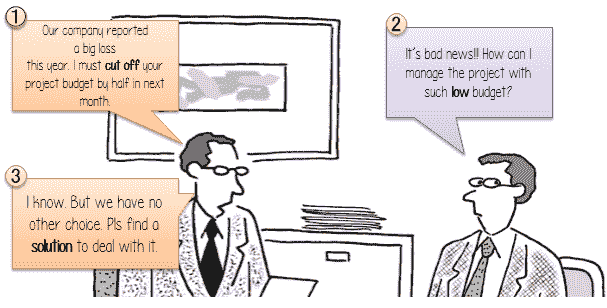 1
Our company reported
a big loss
this year. I must cut off your
project budget by half in next
month.
2
It's bad news!!! How can I
manage the project with
such low budget?
3
I know. But we have no
other choice. Pls find a
solution to deal with it.